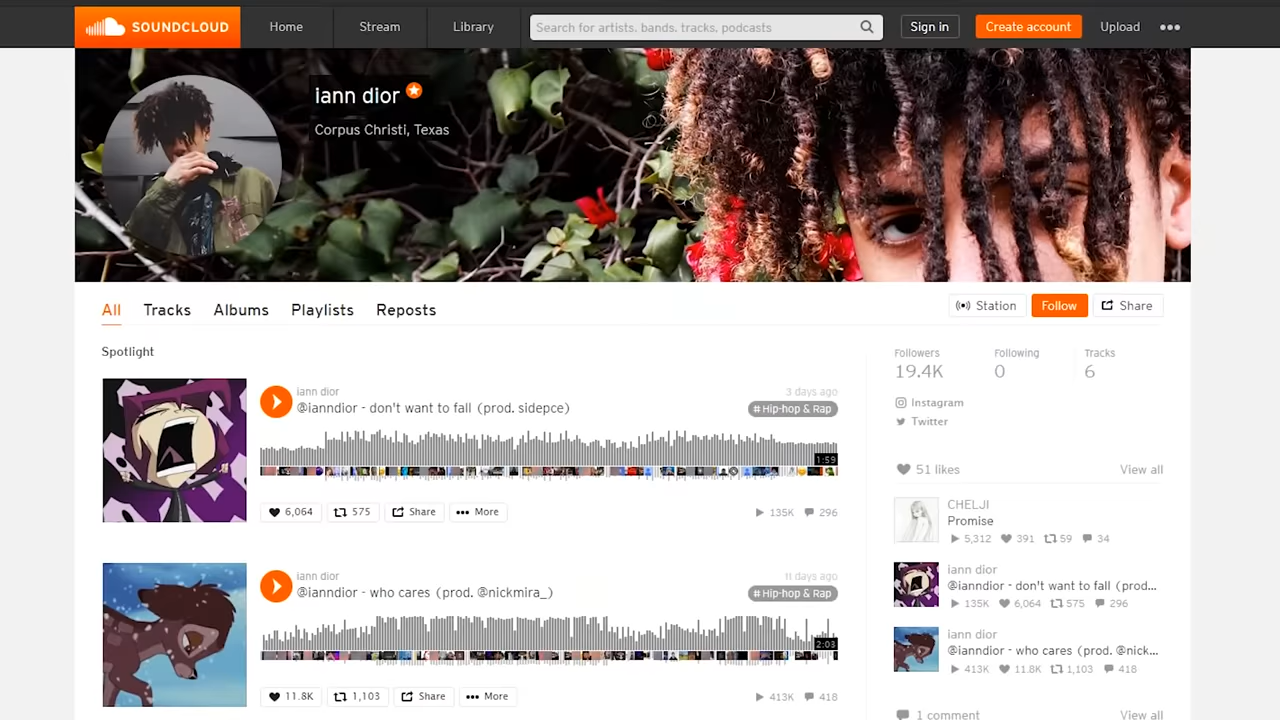 SOUNDCLOUD Home Stream Library Search for artists, bands, tracks, podcasts Sign in Create account Upload
iann dior
Corpus Christi, Texas
All Tracks Albums Playlists Reposts Station Follow Share
Spotlight
iann dior 3 days ago
@ianndior - don't want to fall (prod. sidepce) # Hip-hop & Rap
1:59
6,064 575 Share More 135K 296
iann dior 11 days ago
@ianndior - who cares (prod. @nickmira_) # Hip-hop & Rap
2:03
11.8K 1,103 Share More 413K 418
Followers Following Tracks
19.4K 0 6
Instagram
Twitter
51 likes View all
CHELJI
Promise
5,312 391 59 34
iann dior
@ianndior - don't want to fall (prod...
135K 6,064 575 296
iann dior
@ianndior - who cares (prod. @nick...
413K 11.8K 1,103 418
1 comment View all